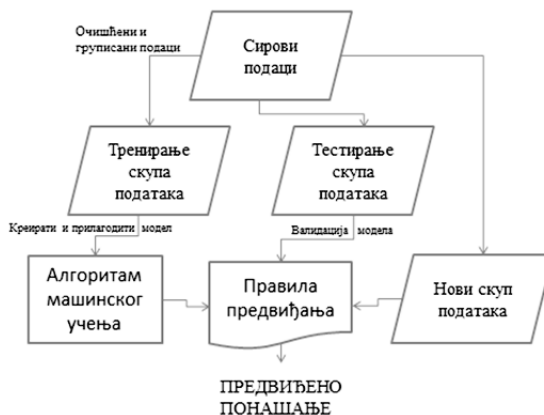 Очишћени и
груписани подаци
Сирови
подаци
Тренирање
скупа
података
Тестирање
скупа
података
Креирати и прилагодити модел
Валидација модела
Алгоритам
машинског
учења
Правила
предвиђања
Нови скуп
података
ПРЕДВИЂЕНО
ПОНАШАЊЕ